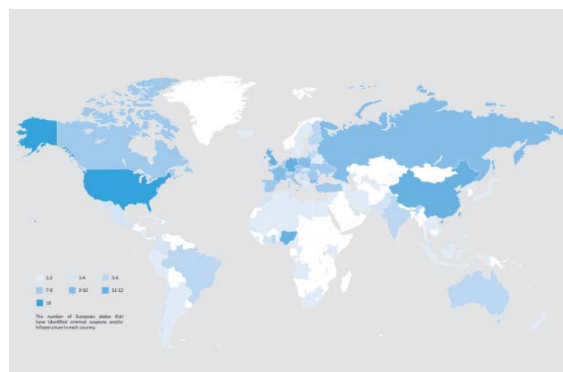 1-2 3-4 5-6
7-8 9-10 11-12
18
The number of European states that
have identified criminal suspects and/or
infrastructure in each country.